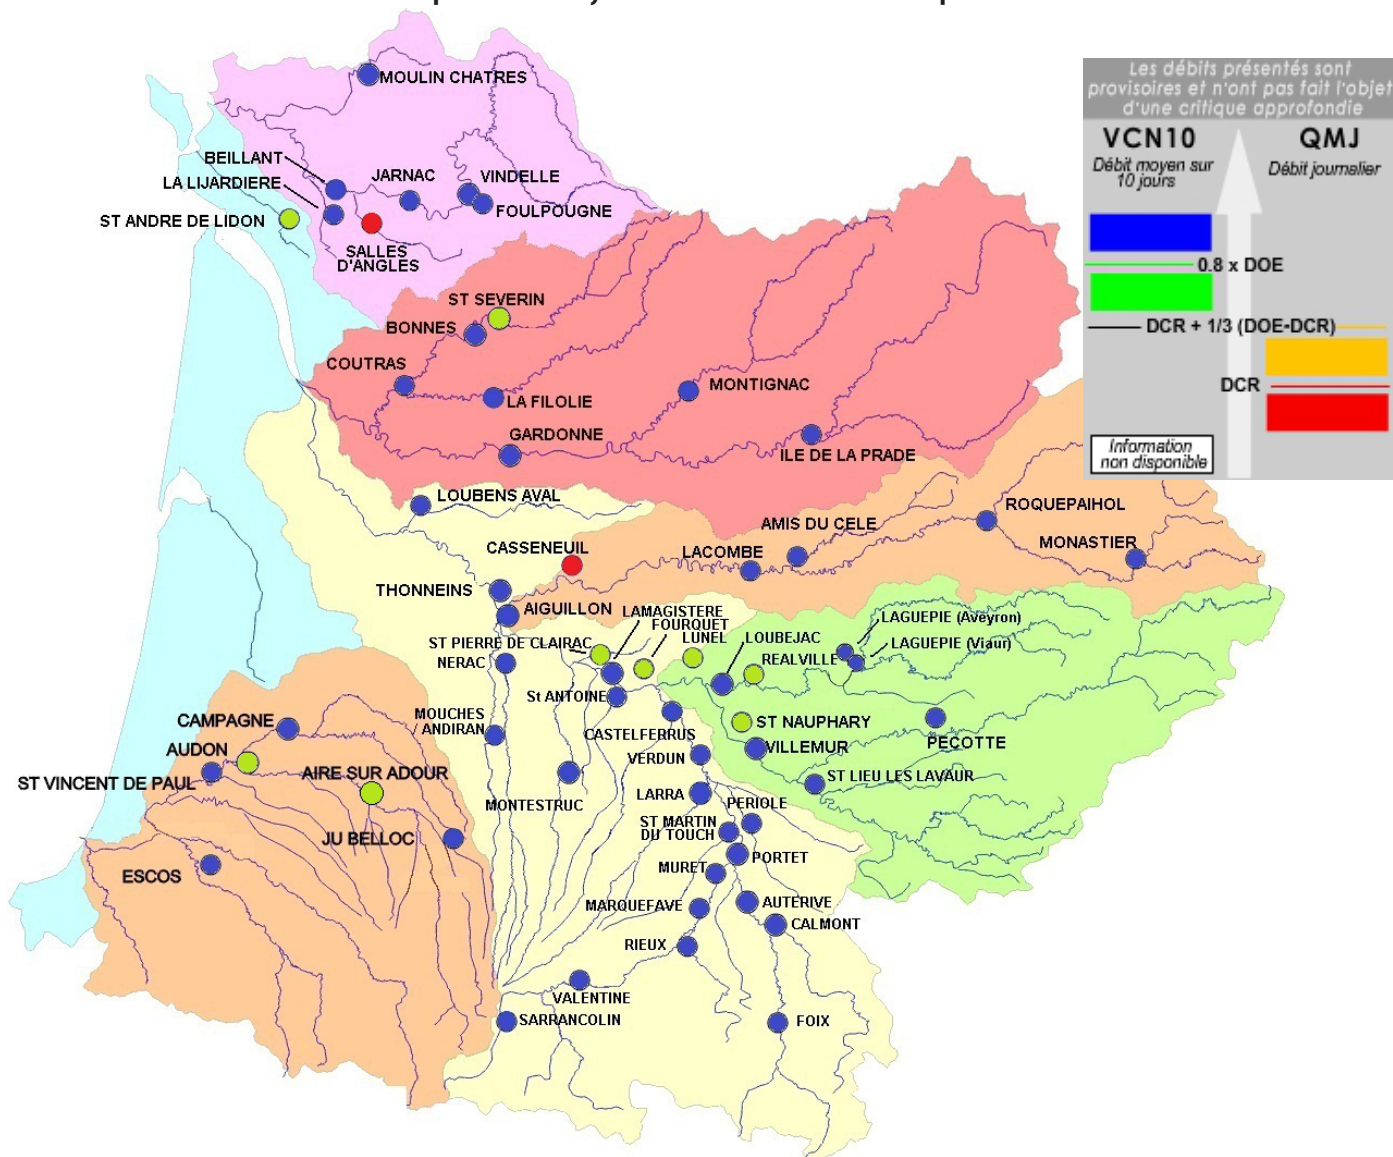 MOULIN CHATRES
BEILLANT
JARNAC
VINDELLE
LA LIJARDIERE
FOULPOUGNE
ST ANDRE DE LIDON
SALLES
D'ANGLES
ST SEVERIN
BONNES
COUTRAS
MONTIGNAC
LA FILOLIE
GARDONNE
ILE DE LA PRADE
LOUBENS AVAL
ROQUEPAIHOL
AMIS DU CELE
MONASTIER
CASSENEUIL
LACOMBE
THONNEINS
AIGUILLON
LAMAGISTERE
FOURQUET
LAGUEPIE (Aveyron)
ST PIERRE DE CLAIRAC
LUNEL
LOUBEJAC
LAGUEPIE (Viaur)
NERAC
REALVILLE
St ANTOINE
MOUCHES
/ ANDIRAN
CAMPAGNE
ST NAUPHARY
CASTELFERRUS
AUDON
VILLEMUR
PECOTTE
VERDUN
ST VINCENT DE PAUL
AIRE SUR ADOUR
ST LIEU LES LAVAUR
MONTESTRUC
LARRA
PERIOLE
ST MARTIN
DU TOUCH
JU BELLOC
PORTET
MURET
ESCOS
MARQUEFAVE
AUTERIVE
CALMONT
RIEUX
VALENTINE
SARRANCOLIN
FOIX
Les débits présentés sont
provisoires et n'ont pas fait l'objet
d'une critique approfondie
VCN10
QMJ
Débit moyen sur
10 jours
Débit journalier
0.8 x DOE
DCR + 1/3 (DOE-DCR)
DCR
Information
non disponible